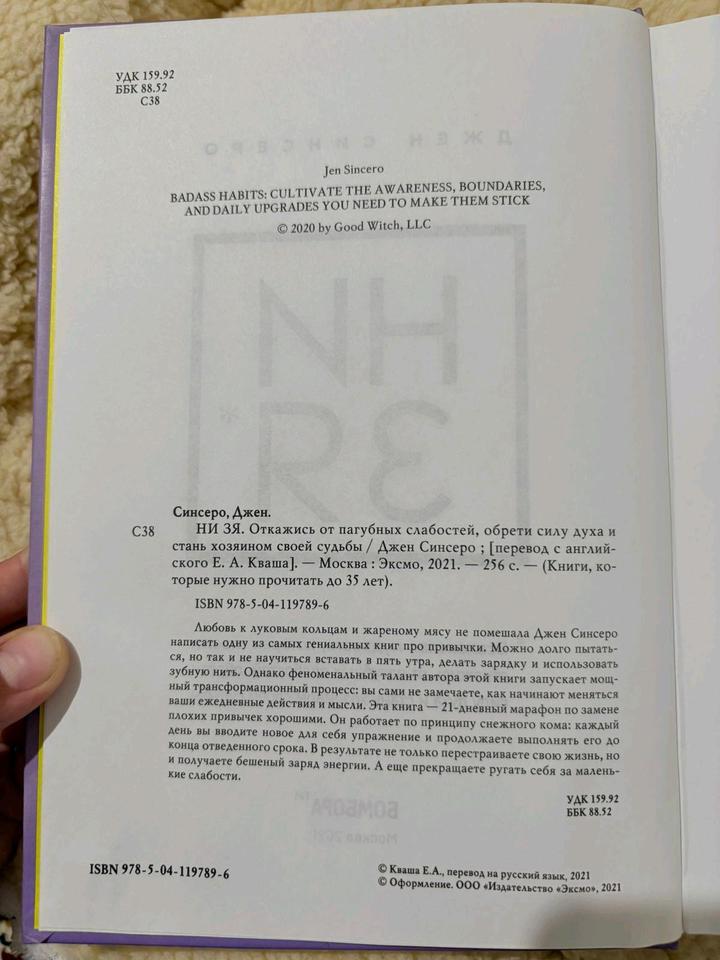 УДК 159.92
ББК 88.52
С38
ДЖЕН СИНСЕРО
Jen Sincero
BADASS HABITS: CULTIVATE THE AWARENESS, BOUNDARIES,
AND DAILY UPGRADES YOU NEED TO MAKE THEM STICK
© 2020 by Good Witch, LLC
НИ
ЗЯ*
Синсеро, Джен.
С38 НИ ЗЯ. Откажись от пагубных слабостей, обрети силу духа и
стань хозяином своей судьбы / Джен Синсеро ; [перевод с англий-
ского Е. А. Кваша]. — Москва : Эксмо, 2021. — 256 с. — (Книги, ко-
торые нужно прочитать до 35 лет).
ISBN 978-5-04-119789-6
Любовь к луковым кольцам и жареному мясу не помешала Джен Синсеро
написать одну из самых гениальных книг про привычки. Можно долго пытать-
ся, но так и не научиться вставать в пять утра, делать зарядку и использовать
зубную нить. Однако феноменальный талант автора этой книги запускает мощ-
ный трансформационный процесс: вы сами не замечаете, как начинают меняться
ваши ежедневные действия и мысли. Эта книга — 21-дневный марафон по замене
плохих привычек хорошими. Он работает по принципу снежного кома: каждый
день вы вводите новое для себя упражнение и продолжаете выполнять его до
конца отведенного срока. В результате не только перестраиваете свою жизнь, но
и получаете бешеный заряд энергии. А еще прекращаете ругать себя за малень-
кие слабости.
УДК 159.92
ББК 88.52
БОМБОРА™
Москва 2021
ISBN 978-5-04-119789-6
© Кваша Е.А., перевод на русский язык, 2021
© Оформление. ООО «Издательство «Эксмо», 2021